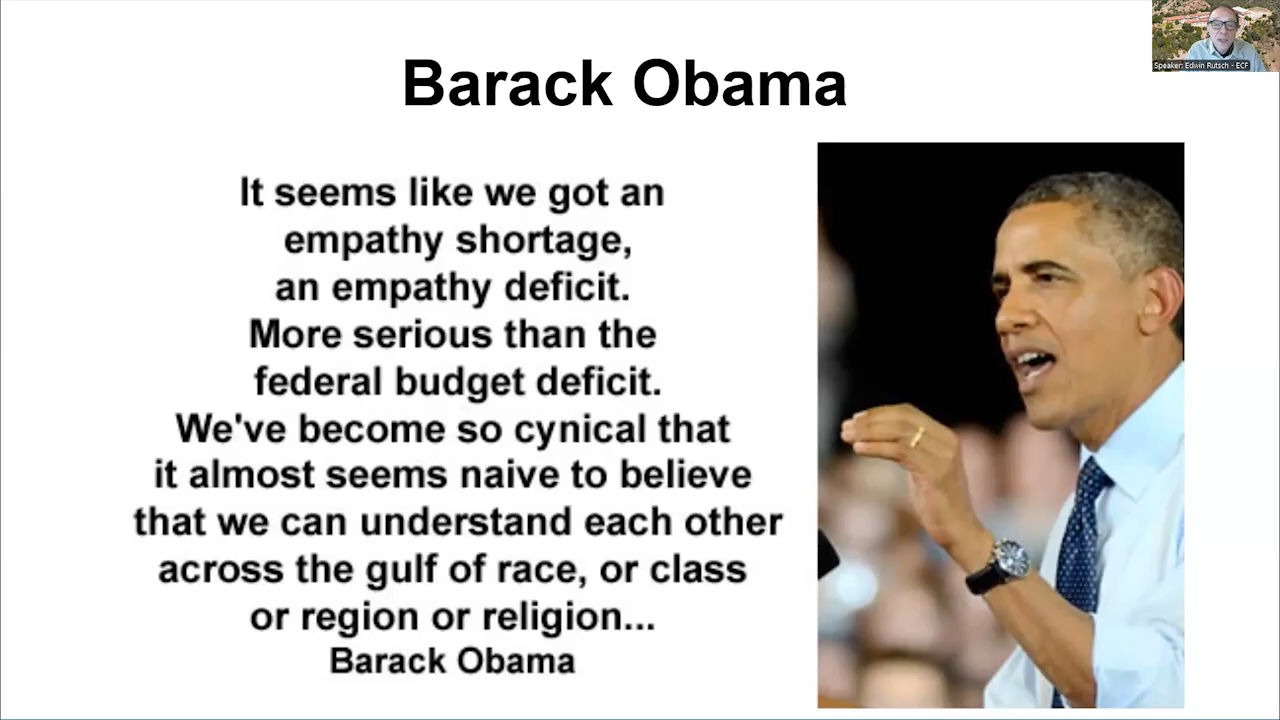 Barack Obama
Speaker: Edwin Rutsch - ECF
It seems like we got an
empathy shortage,
an empathy deficit.
More serious than the
federal budget deficit.
We've become so cynical that
it almost seems naive to believe
that we can understand each other
across the gulf of race, or class
or region or religion...
Barack Obama